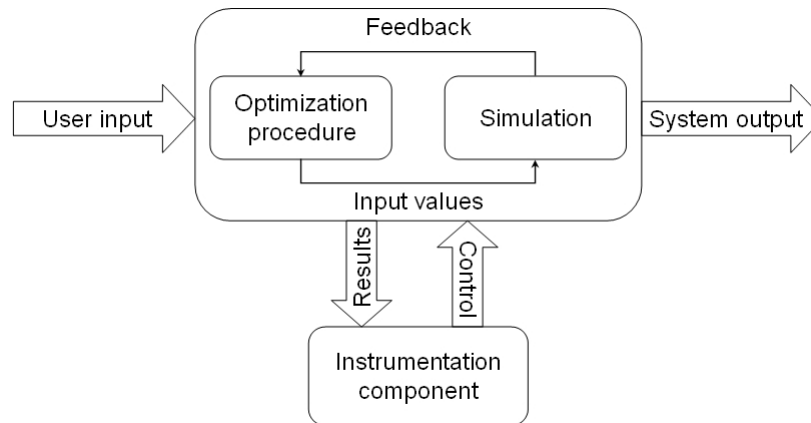 Feedback
User input
Optimization
procedure
Simulation
System output
Input values
Results
Control
Instrumentation
component